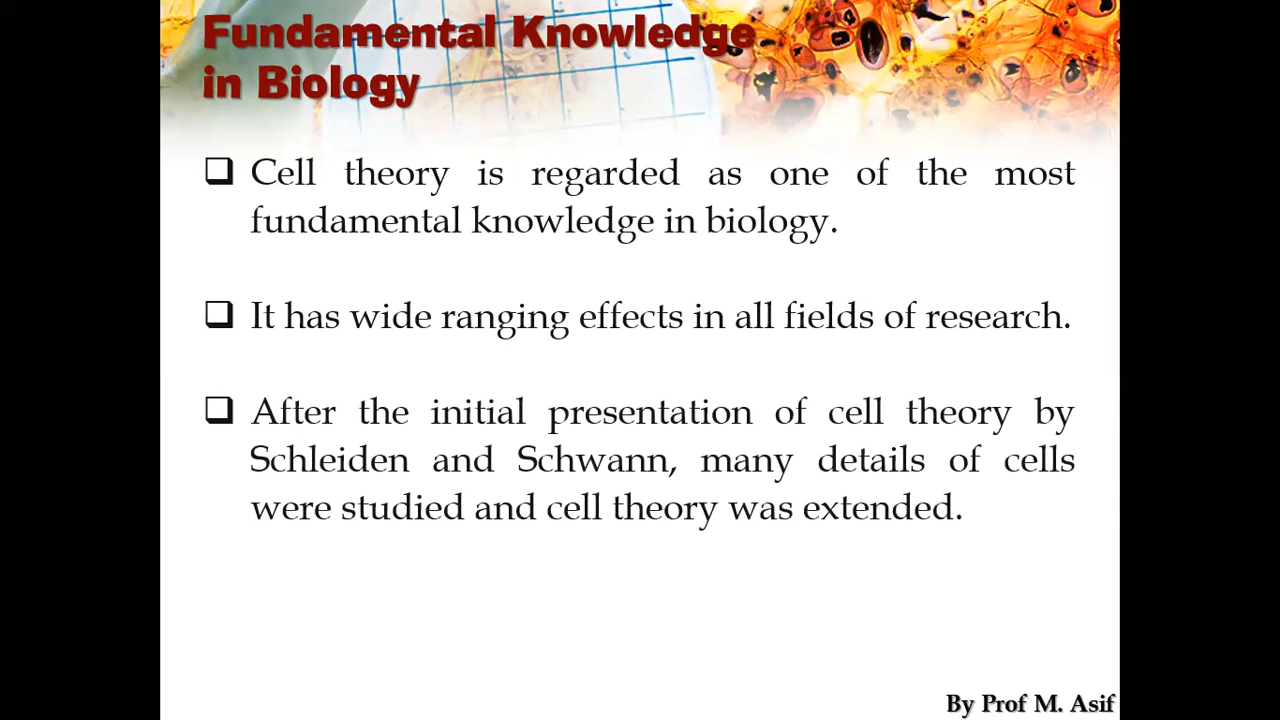 Fundamental Knowledge
in Biology
Cell theory is regarded as one of the most
fundamental knowledge in biology.
It has wide ranging effects in all fields of research.
After the initial presentation of cell theory by
Schleiden and Schwann, many details of cells
were studied and cell theory was extended.
By Prof M. Asif